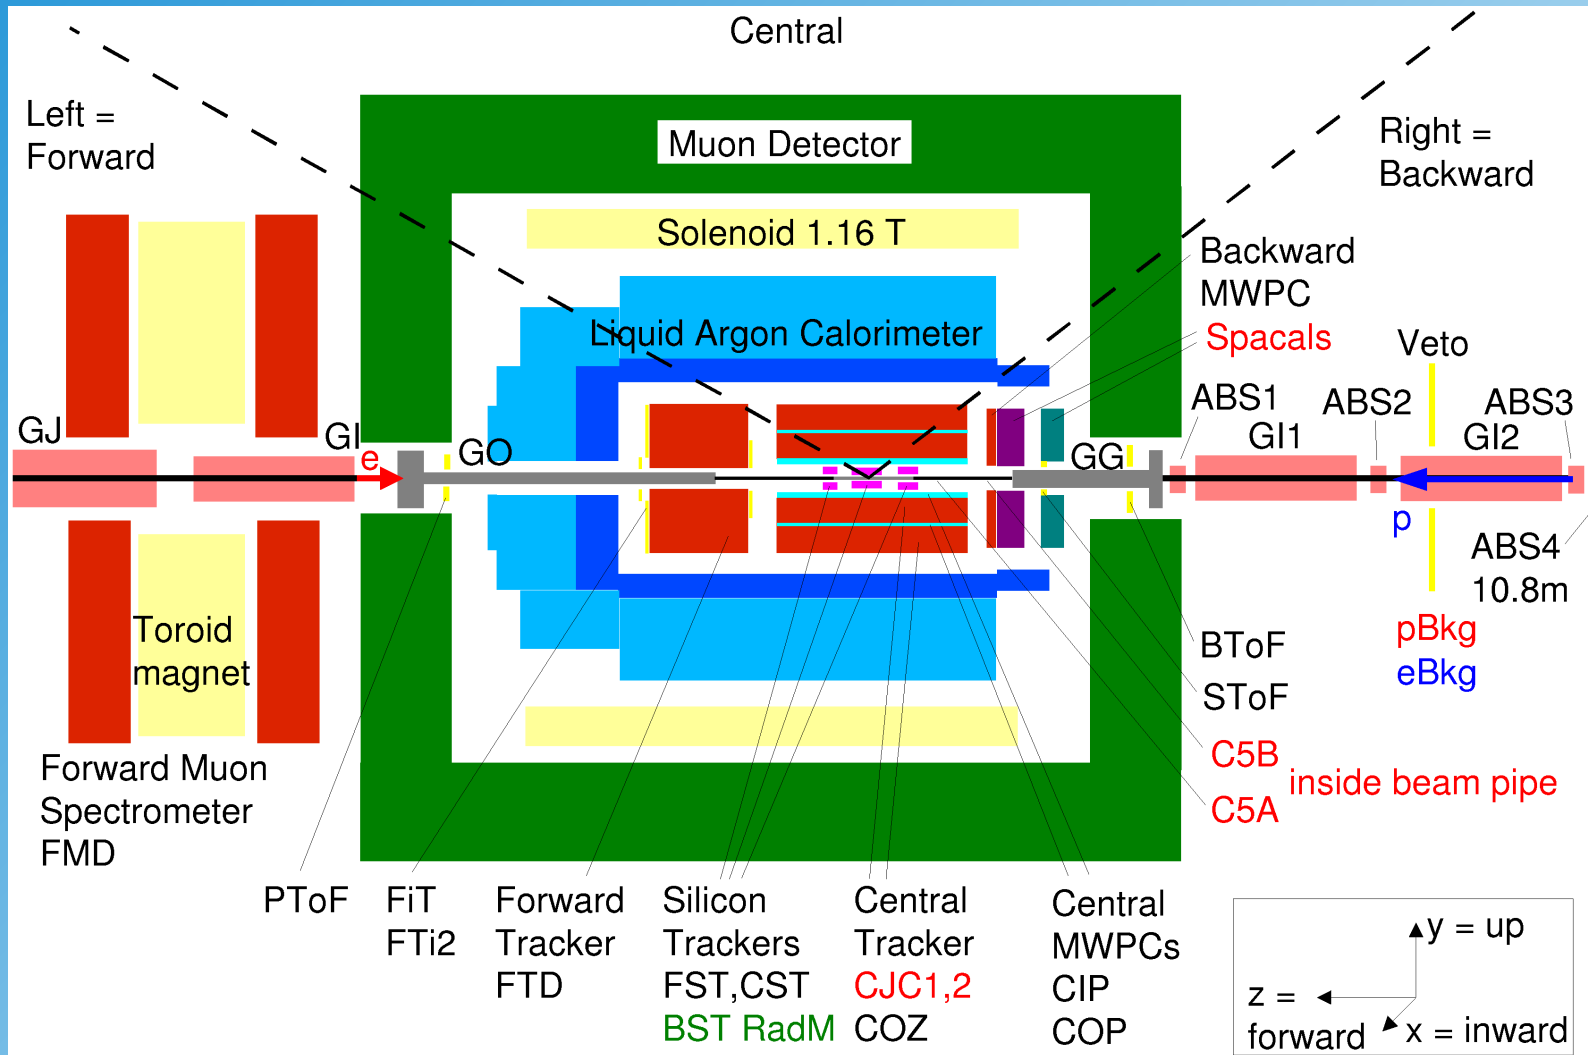 Central
Left =
Forward
Muon Detector
Right =
Backward
Solenoid 1.16 T
Backward
MWPC
Spacals
Liquid Argon Calorimeter
Veto
ABS1
ABS2
ABS3
GJ
GI
e
GO
GG
GI1
GI2
p
ABS4
10.8m
Toroid
magnet
pBkg
eBkg
BToF
SToF
C5B
inside beam pipe
C5A
Forward Muon
Spectrometer
FMD
PToF
FiT
FTi2
Forward
Tracker
FTD
Silicon
Trackers
FST,CST
BST RadM
Central
Tracker
CJC1,2
COZ
Central
MWPCs
CIP
COP
y = up
z =
forward
x = inward